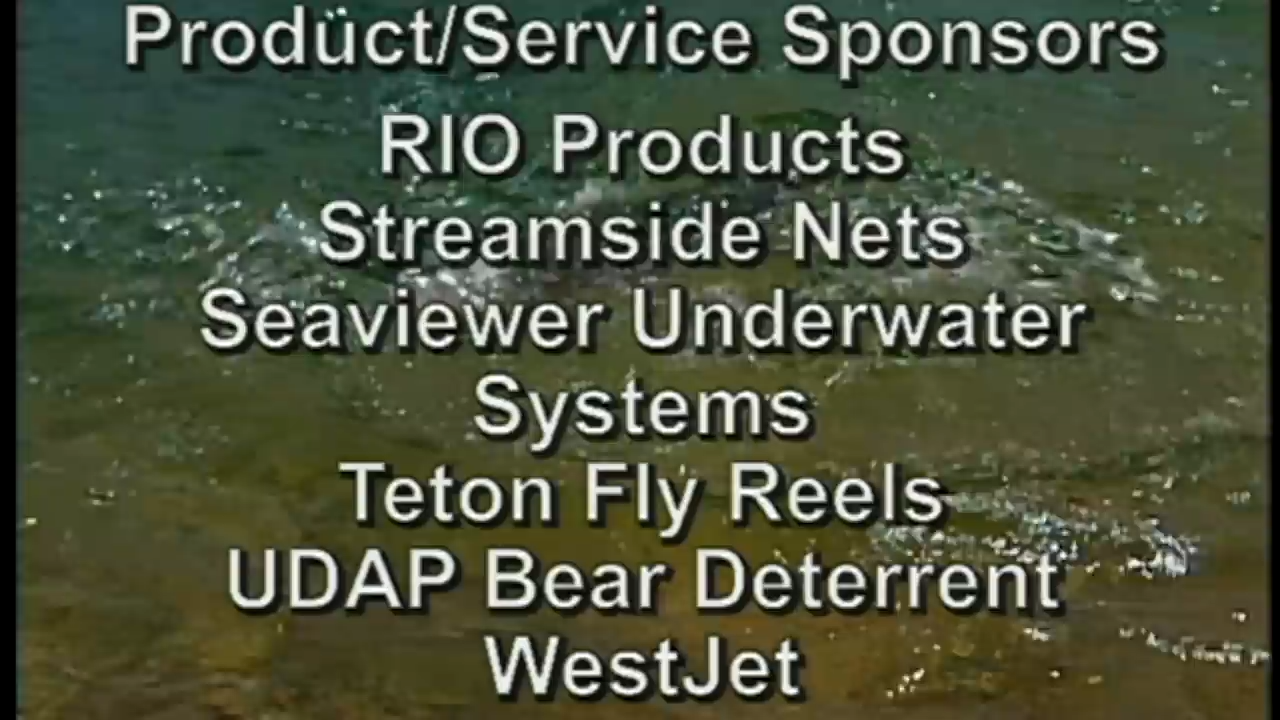 Product/Service Sponsors
RIO Products
Streamside Nets
Seaviewer Underwater
Systems
Teton Fly Reels
UDAP Bear Deterrent
WestJet